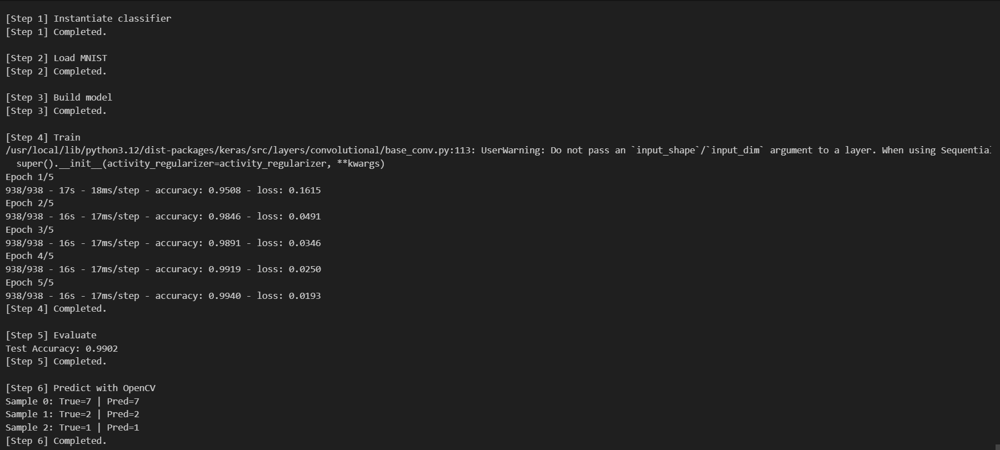 [Step 1] Instantiate classifier
[Step 1] Completed.
[Step 2] Load MNIST
[Step 2] Completed.
[Step 3] Build model
[Step 3] Completed.
[Step 4] Train
/usr/local/lib/python3.12/dist-packages/keras/src/layers/convolutional/base_conv.py:113: UserWarning: Do not pass an `input_shape`/`input_dim` argument to a layer. When using Sequential
  super().__init__(activity_regularizer=activity_regularizer, **kwargs)
Epoch 1/5
938/938 - 17s - 18ms/step - accuracy: 0.9508 - loss: 0.1615
Epoch 2/5
938/938 - 16s - 17ms/step - accuracy: 0.9846 - loss: 0.0491
Epoch 3/5
938/938 - 16s - 17ms/step - accuracy: 0.9891 - loss: 0.0346
Epoch 4/5
938/938 - 16s - 17ms/step - accuracy: 0.9919 - loss: 0.0250
Epoch 5/5
938/938 - 16s - 17ms/step - accuracy: 0.9940 - loss: 0.0193
[Step 4] Completed.
[Step 5] Evaluate
Test Accuracy: 0.9902
[Step 5] Completed.
[Step 6] Predict with OpenCV
Sample 0: True=7 | Pred=7
Sample 1: True=2 | Pred=2
Sample 2: True=1 | Pred=1
[Step 6] Completed.